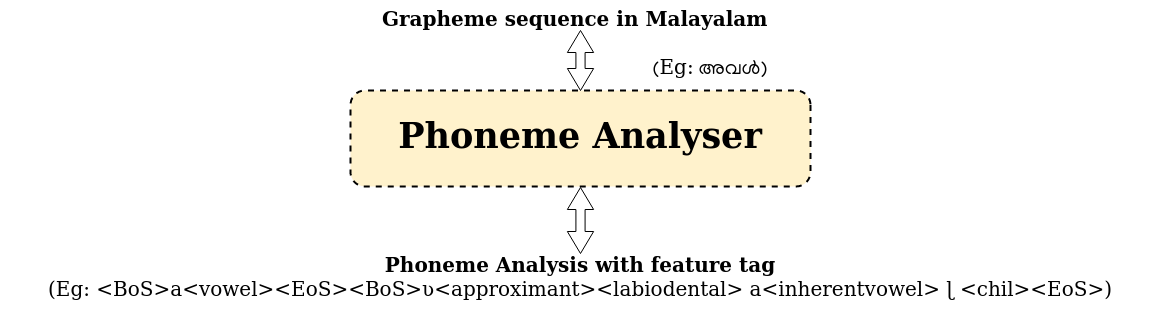 Grapheme sequence in Malayalam
(Eg: അവൾ)
Phoneme Analyser
Phoneme Analysis with feature tag
(Eg: <BoS>a<vowel><EoS><BoS>ʋ<approximant><labiodental> a<inherentvowel> ɭ <chil><EoS>)